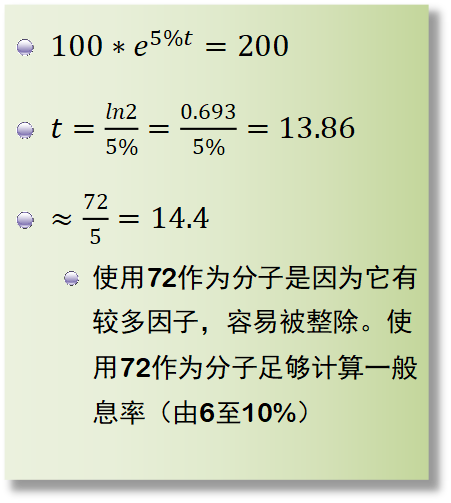 100 ∗ e^{5%t} = 200
t = ln2/5% = 0.693/5% = 13.86
≈ 72/5 = 14.4
使用72作为分子是因为它有
较多因子，容易被整除。使
用72作为分子足够计算一般
息率（由6至10%）